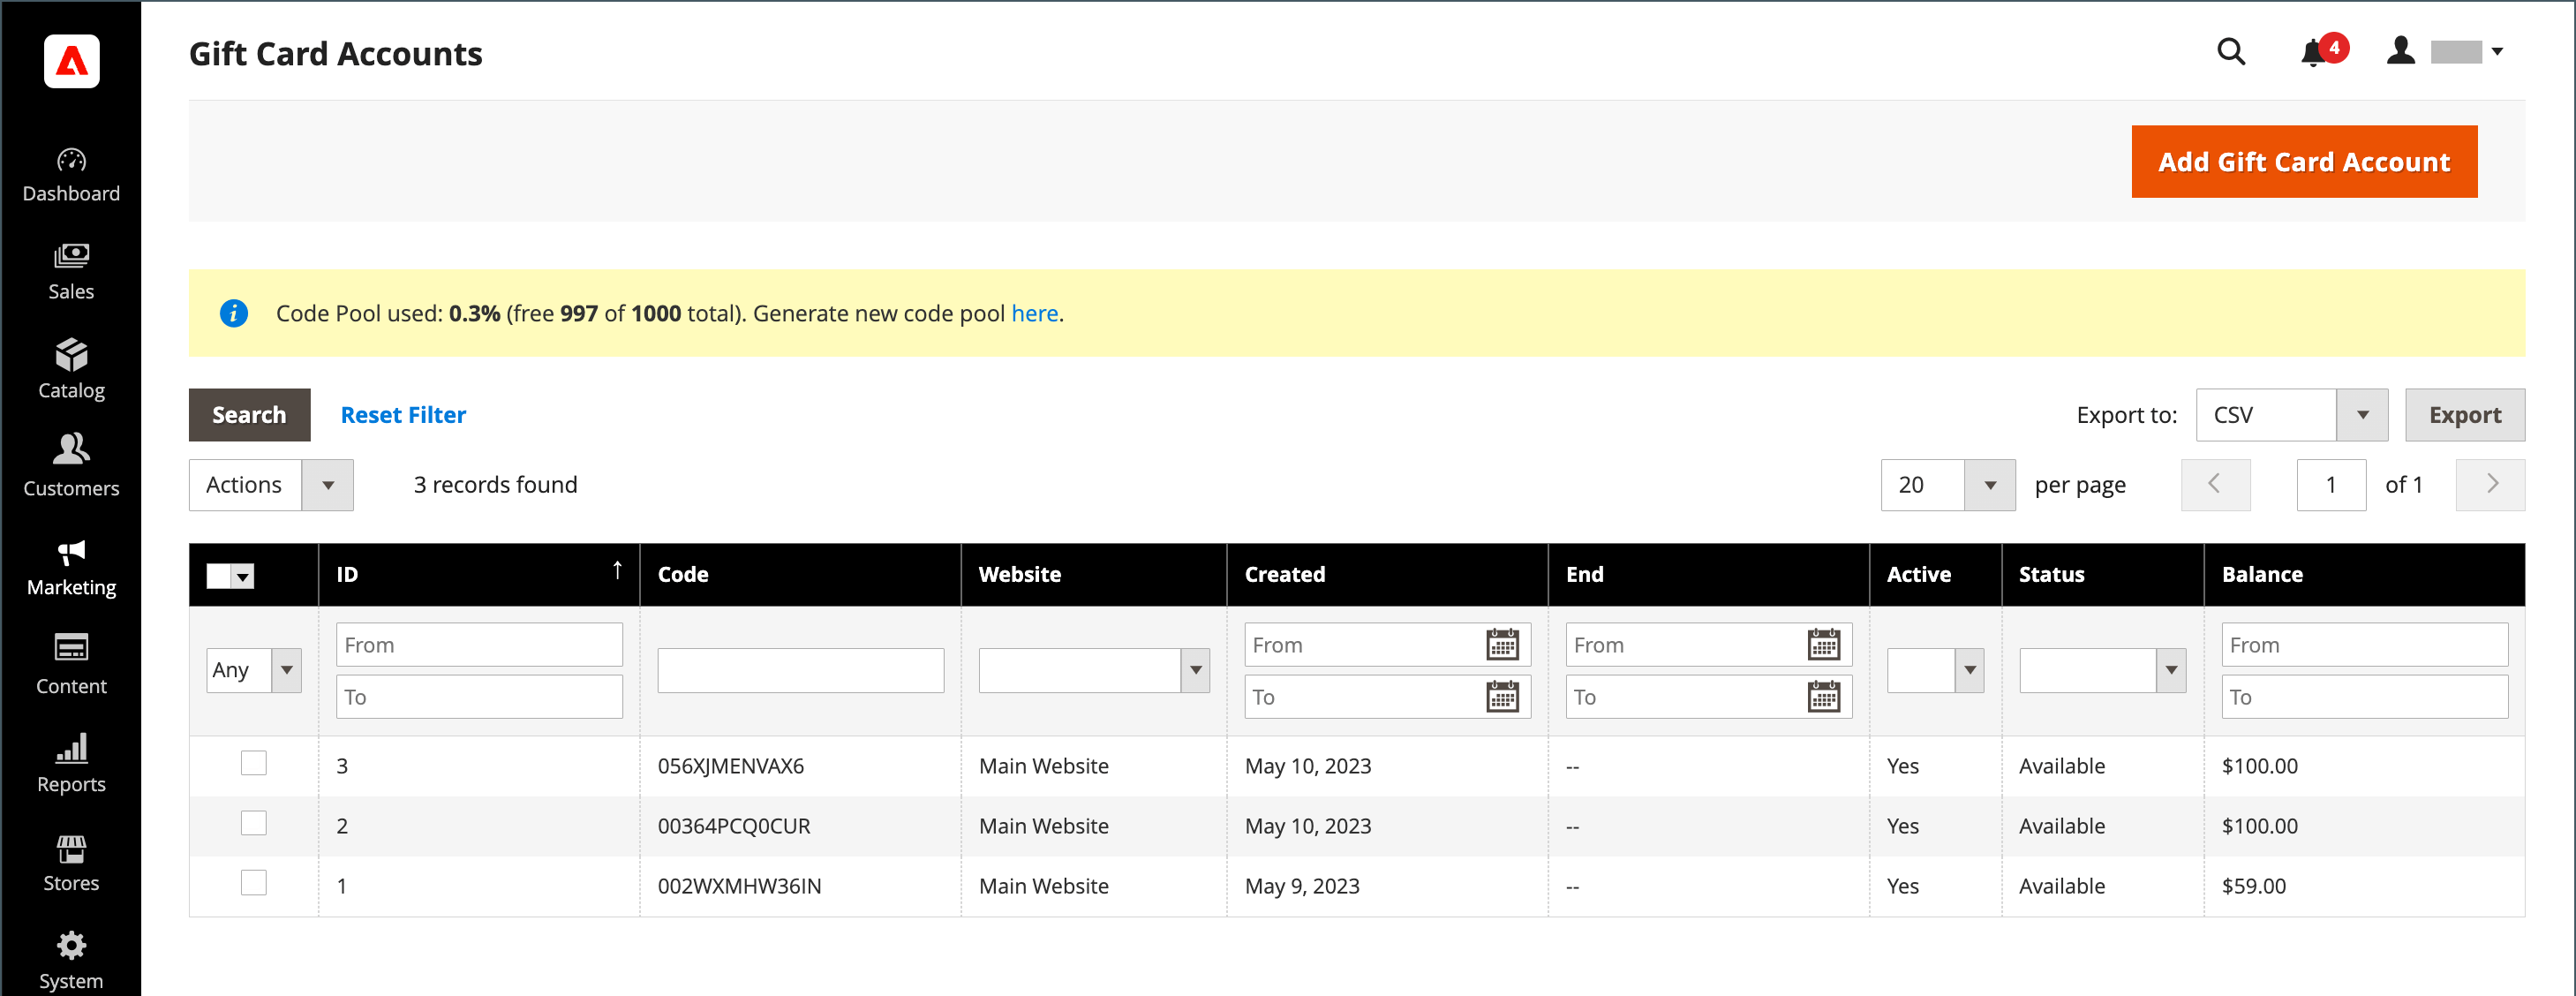 Gift Card Accounts
4
Add Gift Card Account
Dashboard
Sales
Catalog
Customers
Marketing
Content
Reports
Stores
System
Code Pool used: 0.3% (free 997 of 1000 total). Generate new code pool here.
Search Reset Filter Export to: CSV Export
Actions 3 records found 20 per page 1 of 1
ID ↑ Code Website Created End Active Status Balance
From From From From
Any
To To To To
3 056XJMENVAX6 Main Website May 10, 2023 -- Yes Available $100.00
2 00364PCQ0CUR Main Website May 10, 2023 -- Yes Available $100.00
1 002WXMHW36IN Main Website May 9, 2023 -- Yes Available $59.00